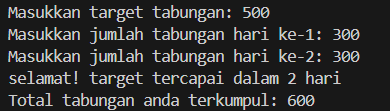 Masukkan target tabungan: 500
Masukkan jumlah tabungan hari ke-1: 300
Masukkan jumlah tabungan hari ke-2: 300
selamat! target tercapai dalam 2 hari
Total tabungan anda terkumpul: 600